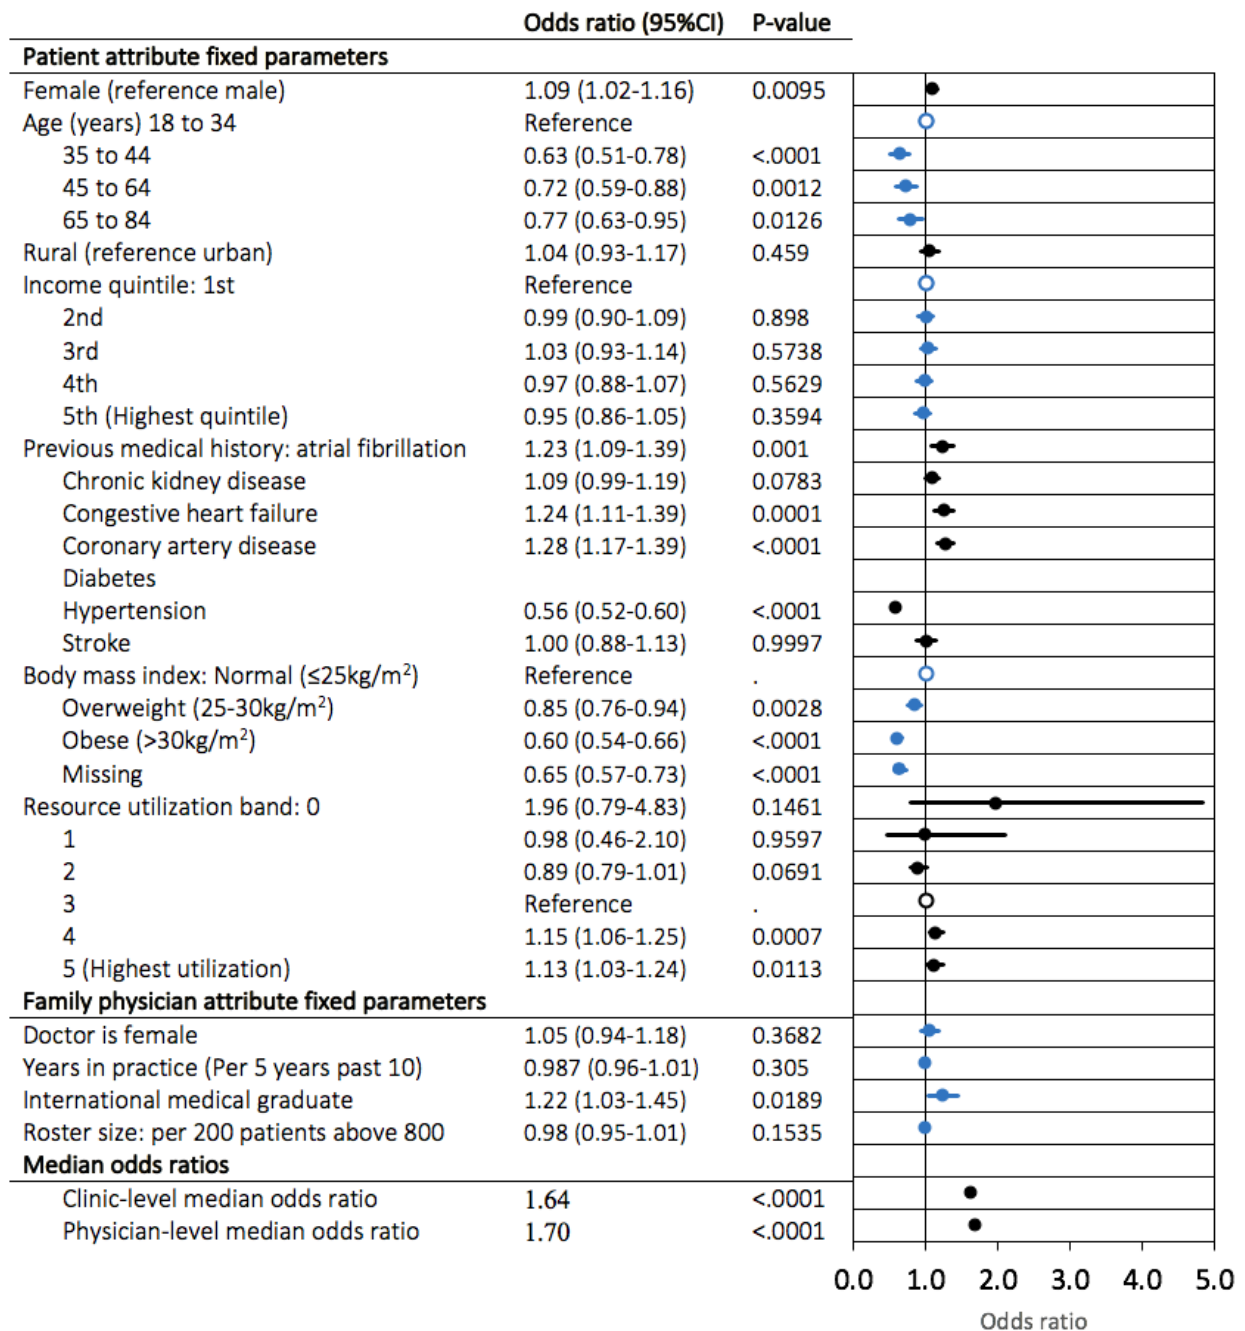 Odds ratio (95%CI) P-value
Patient attribute fixed parameters
Female (reference male) 1.09 (1.02-1.16) 0.0095
Age (years) 18 to 34 Reference
35 to 44 0.63 (0.51-0.78) <.0001
45 to 64 0.72 (0.59-0.88) 0.0012
65 to 84 0.77 (0.63-0.95) 0.0126
Rural (reference urban) 1.04 (0.93-1.17) 0.459
Income quintile: 1st Reference
2nd 0.99 (0.90-1.09) 0.898
3rd 1.03 (0.93-1.14) 0.5738
4th 0.97 (0.88-1.07) 0.5629
5th (Highest quintile) 0.95 (0.86-1.05) 0.3594
Previous medical history: atrial fibrillation 1.23 (1.09-1.39) 0.001
Chronic kidney disease 1.09 (0.99-1.19) 0.0783
Congestive heart failure 1.24 (1.11-1.39) 0.0001
Coronary artery disease 1.28 (1.17-1.39) <.0001
Diabetes
Hypertension 0.56 (0.52-0.60) <.0001
Stroke 1.00 (0.88-1.13) 0.9997
Body mass index: Normal (≤25kg/m²) Reference .
Overweight (25-30kg/m²) 0.85 (0.76-0.94) 0.0028
Obese (>30kg/m²) 0.60 (0.54-0.66) <.0001
Missing 0.65 (0.57-0.73) <.0001
Resource utilization band: 0 1.96 (0.79-4.83) 0.1461
1 0.98 (0.46-2.10) 0.9597
2 0.89 (0.79-1.01) 0.0691
3 Reference .
4 1.15 (1.06-1.25) 0.0007
5 (Highest utilization) 1.13 (1.03-1.24) 0.0113
Family physician attribute fixed parameters
Doctor is female 1.05 (0.94-1.18) 0.3682
Years in practice (Per 5 years past 10) 0.987 (0.96-1.01) 0.305
International medical graduate 1.22 (1.03-1.45) 0.0189
Roster size: per 200 patients above 800 0.98 (0.95-1.01) 0.1535
Median odds ratios
Clinic-level median odds ratio 1.64 <.0001
Physician-level median odds ratio 1.70 <.0001
0.0 1.0 2.0 3.0 4.0 5.0
Odds ratio